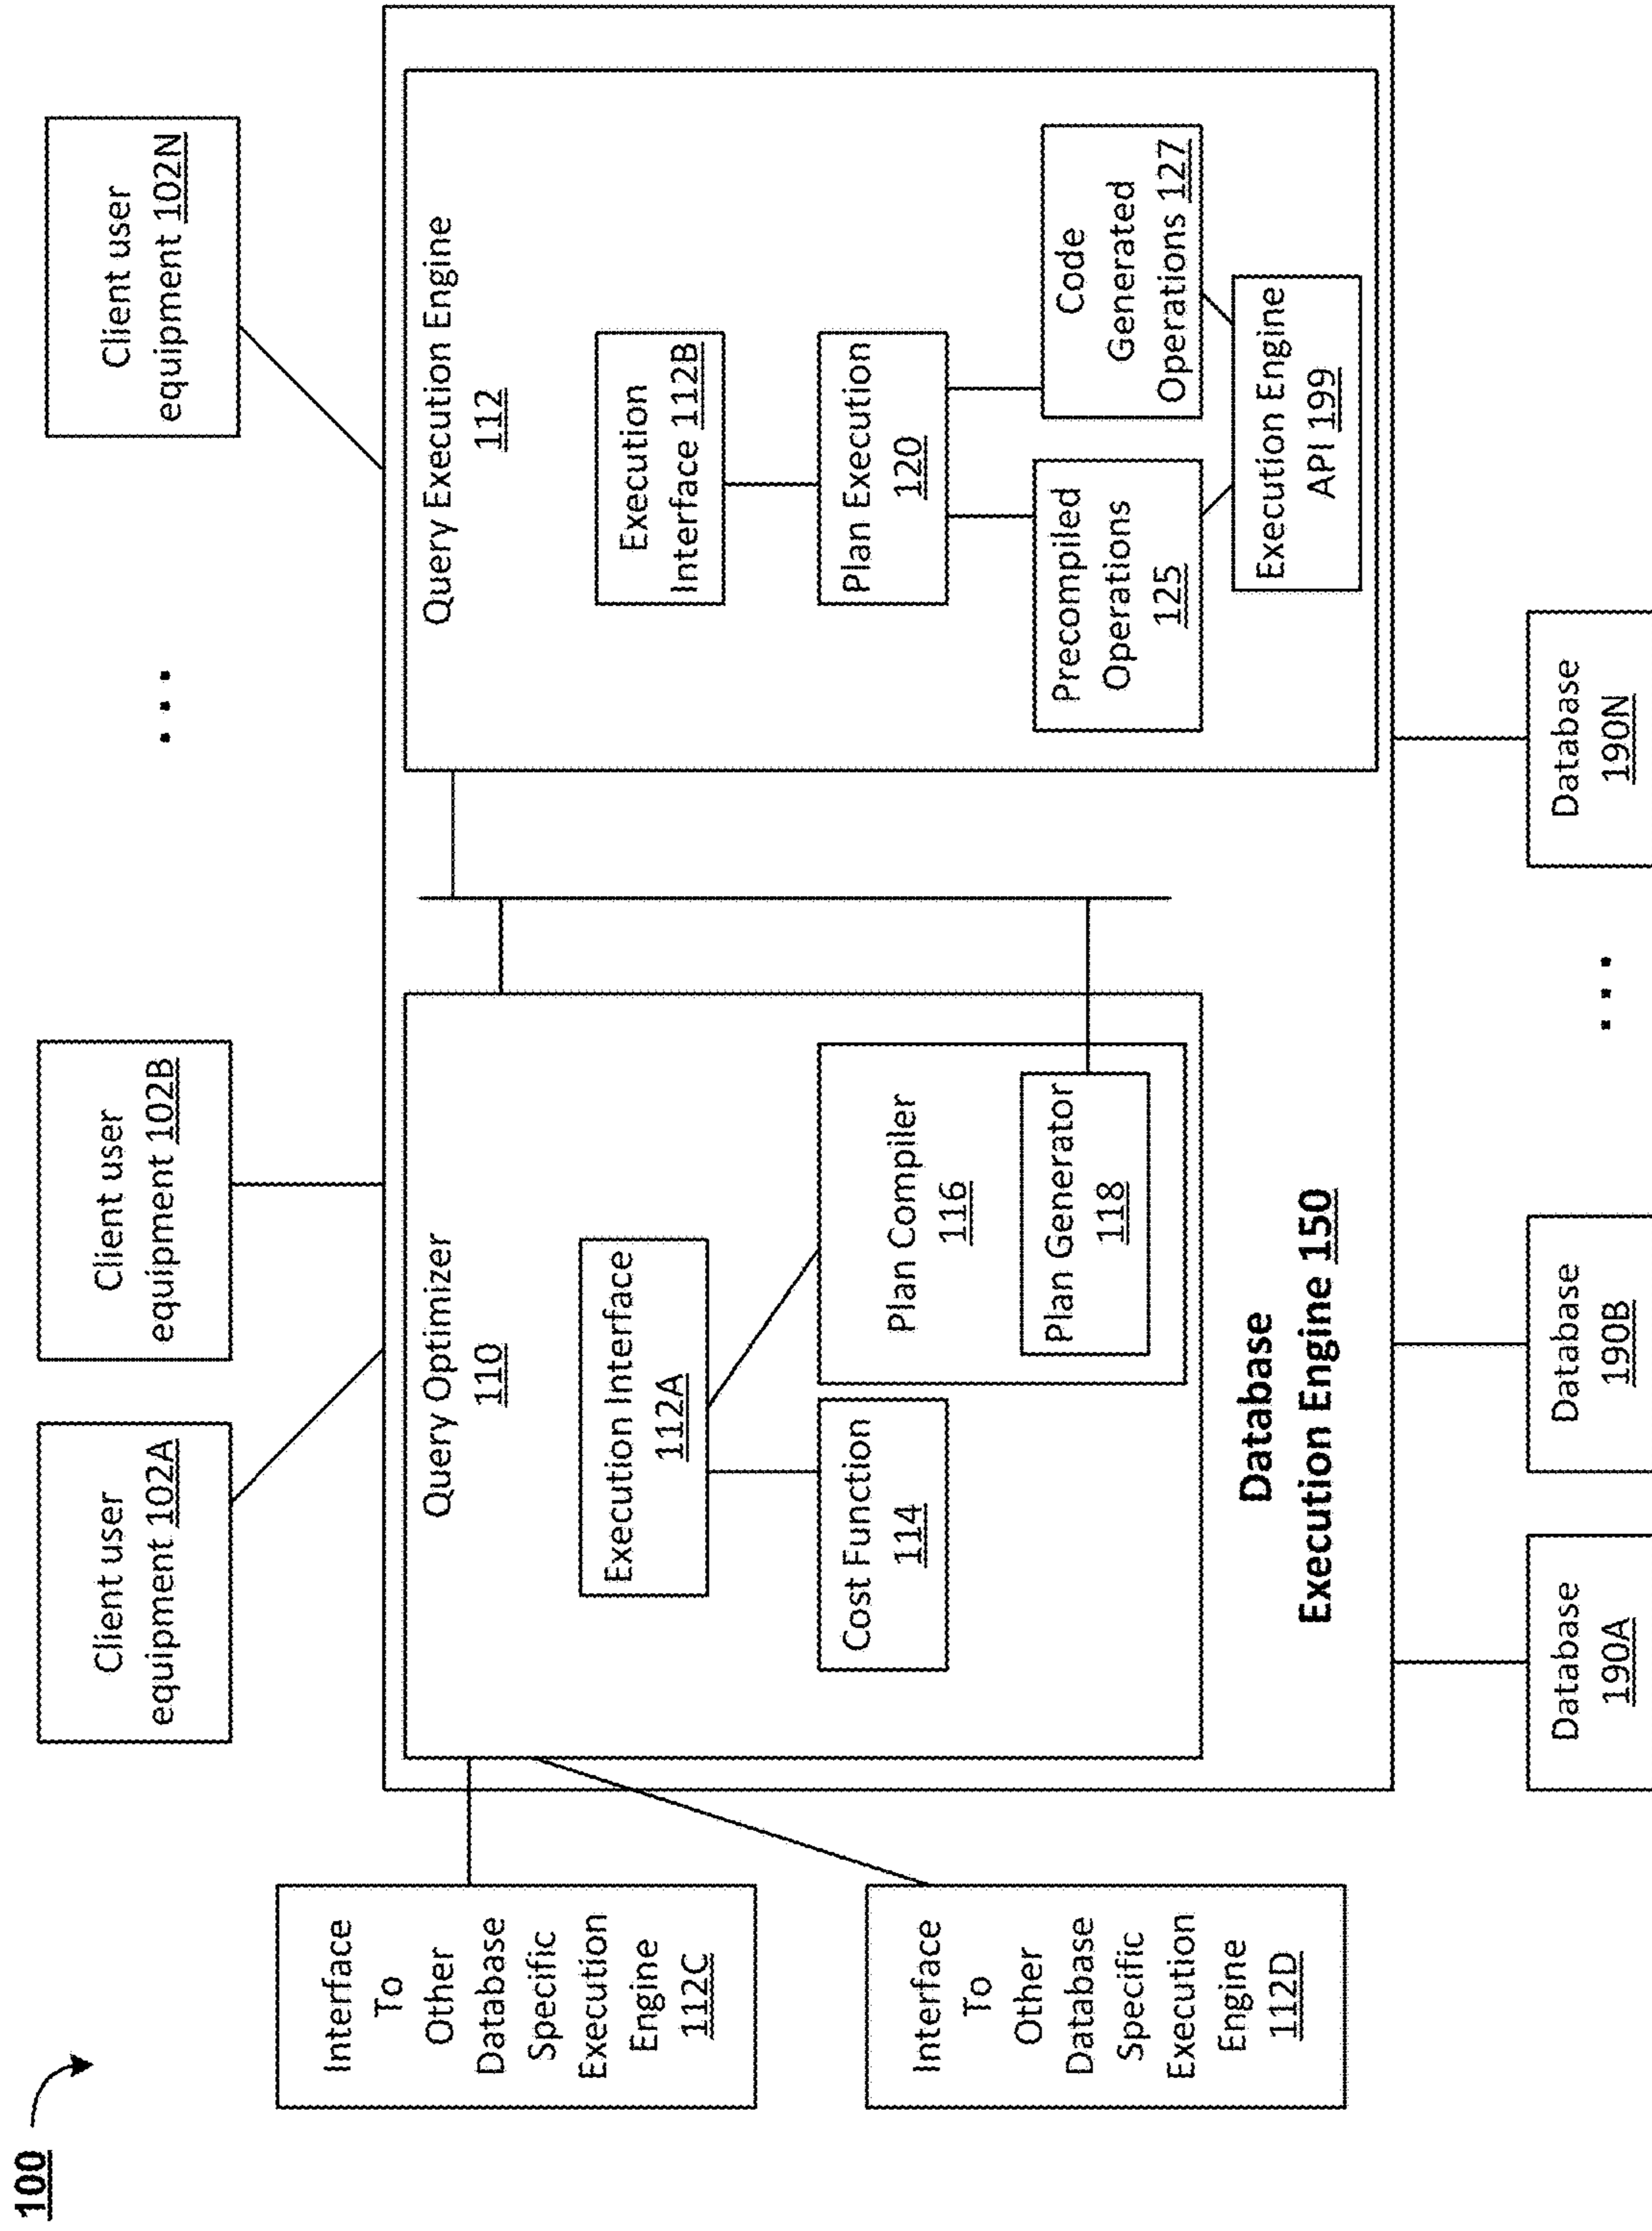 100
Client user
equipment 102A
Client user
equipment 102B
...
Client user
equipment 102N
Interface
To
Other
Database
Specific
Execution
Engine
112C
Interface
To
Other
Database
Specific
Execution
Engine
112D
Query Optimizer
110
Execution Interface
112A
Cost Function
114
Plan Compiler
116
Plan Generator
118
Query Execution Engine
112
Execution
Interface 112B
Plan Execution
120
Precompiled
Operations
125
Code
Generated
Operations 127
Execution Engine
API 199
Database
Execution Engine 150
Database
190A
Database
190B
...
Database
190N